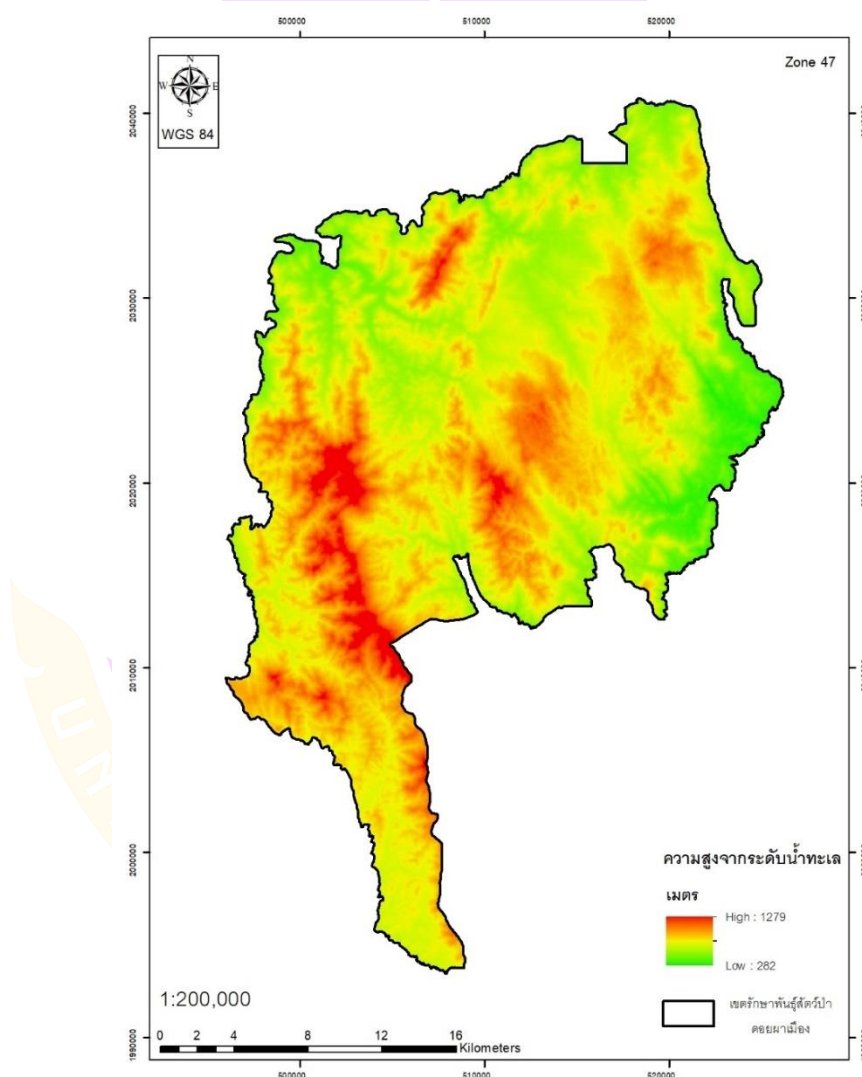 500000
510000
520000
Zone 47
N
W E
S
WGS 84
2040000
2030000
2020000
2010000
2000000
1990000
ความสูงจากระดับน้ำทะเล
เมตร
High : 1279
Low : 282
เขตรักษาพันธุ์สัตว์ป่า
ดอยผาเมือง
1:200,000
0 2 4 8 12 16
Kilometers
500000
510000
520000